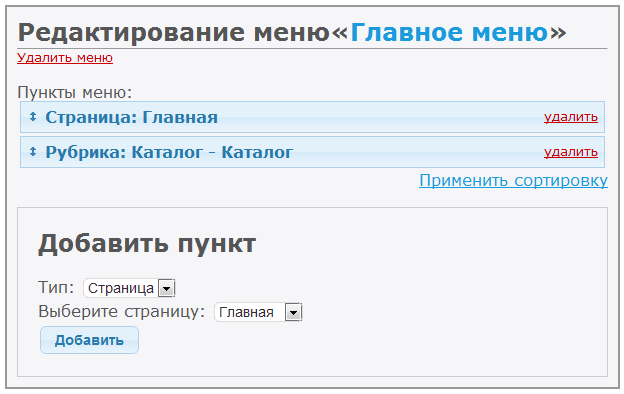 Редактирование меню«Главное меню»
Удалить меню
Пункты меню:
Страница: Главная удалить
Рубрика: Каталог - Каталог удалить
Применить сортировку
Добавить пункт
Тип: Страница
Выберите страницу: Главная
Добавить